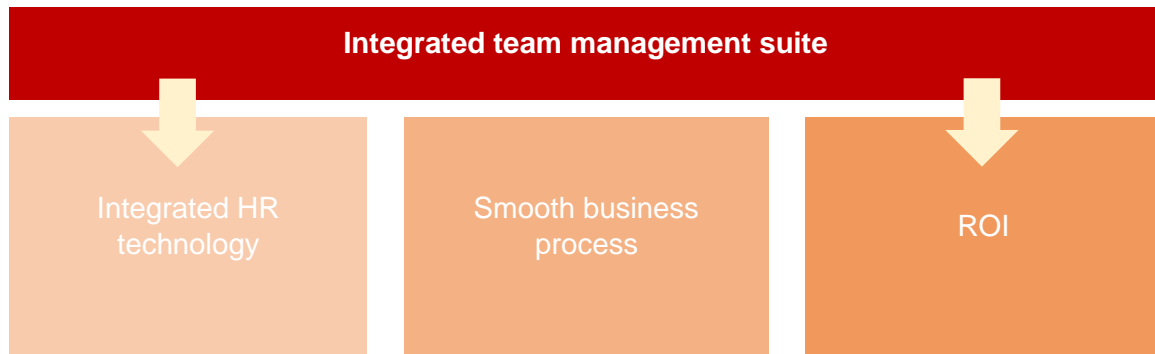 Integrated team management suite
Integrated HR
technology
Smooth business
process
ROI